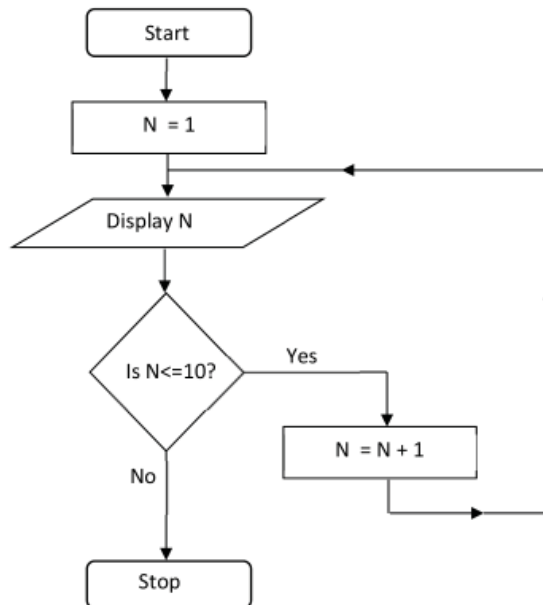 Start
N = 1
Display N
Is N<=10?
Yes
N = N + 1
No
Stop